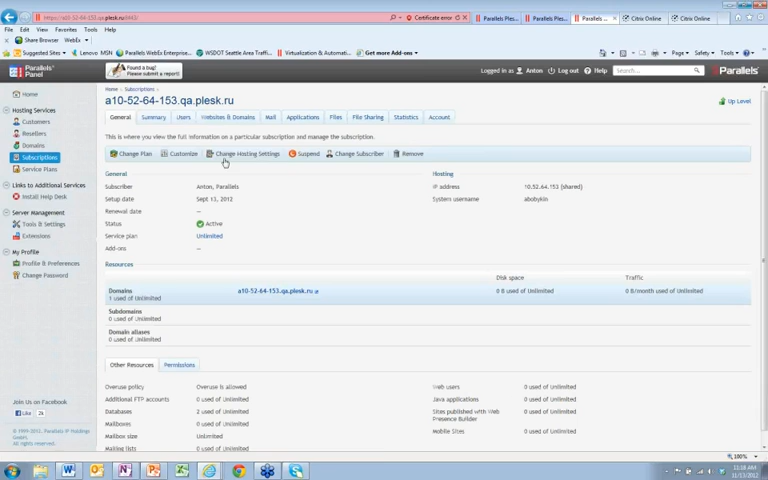 https://a10-52-64-153.qa.plesk.ru:8443/
Certificate error
Parallels Ples...
Parallels Ples...
Parallels ...
Citrix Online
Citrix Online
File Edit View Favorites Tools Help
Share Browser WebEx
Suggested Sites Lenovo MSN Parallels WebEx Enterprise... WSDOT Seattle Area Traffi... Virtualization & Automati... Get more Add-ons
Page Safety Tools
Parallels Panel
Found a bug?
Please submit a report!
Logged in as Anton Log out Help Search...
Parallels
Home
Hosting Services
Customers
Resellers
Domains
Subscriptions
Service Plans
Links to Additional Services
Install Help Desk
Server Management
Tools & Settings
Extensions
My Profile
Profile & Preferences
Change Password
Join Us on Facebook
Like 2k
© 1999-2012, Parallels IP Holdings GmbH.
All rights reserved.
Home Subscriptions
a10-52-64-153.qa.plesk.ru
Up Level
General Summary Users Websites & Domains Mail Applications Files File Sharing Statistics Account
This is where you view the full information on a particular subscription and manage the subscription.
Change Plan Customize Change Hosting Settings Suspend Change Subscriber Remove
General
Subscriber Anton, Parallels
Setup date Sept 13, 2012
Renewal date --
Status Active
Service plan Unlimited
Add-ons --
Hosting
IP address 10.52.64.153 (shared)
System username abobykin
Resources
Disk space Traffic
Domains a10-52-64-153.qa.plesk.ru 0 B used of Unlimited 0 B/month used of Unlimited
1 used of Unlimited
Subdomains
0 used of Unlimited
Domain aliases
0 used of Unlimited
Other Resources Permissions
Overuse policy Overuse is allowed
Additional FTP accounts 0 used of Unlimited
Databases 2 used of Unlimited
Mailboxes 0 used of Unlimited
Mailbox size Unlimited
Mailing lists 0 used of Unlimited
Web users 0 used of Unlimited
Java applications 0 used of Unlimited
Sites published with Web Presence Builder 0 used of Unlimited
Mobile Sites 0 used of Unlimited
100%
11:18 AM
11/13/2012